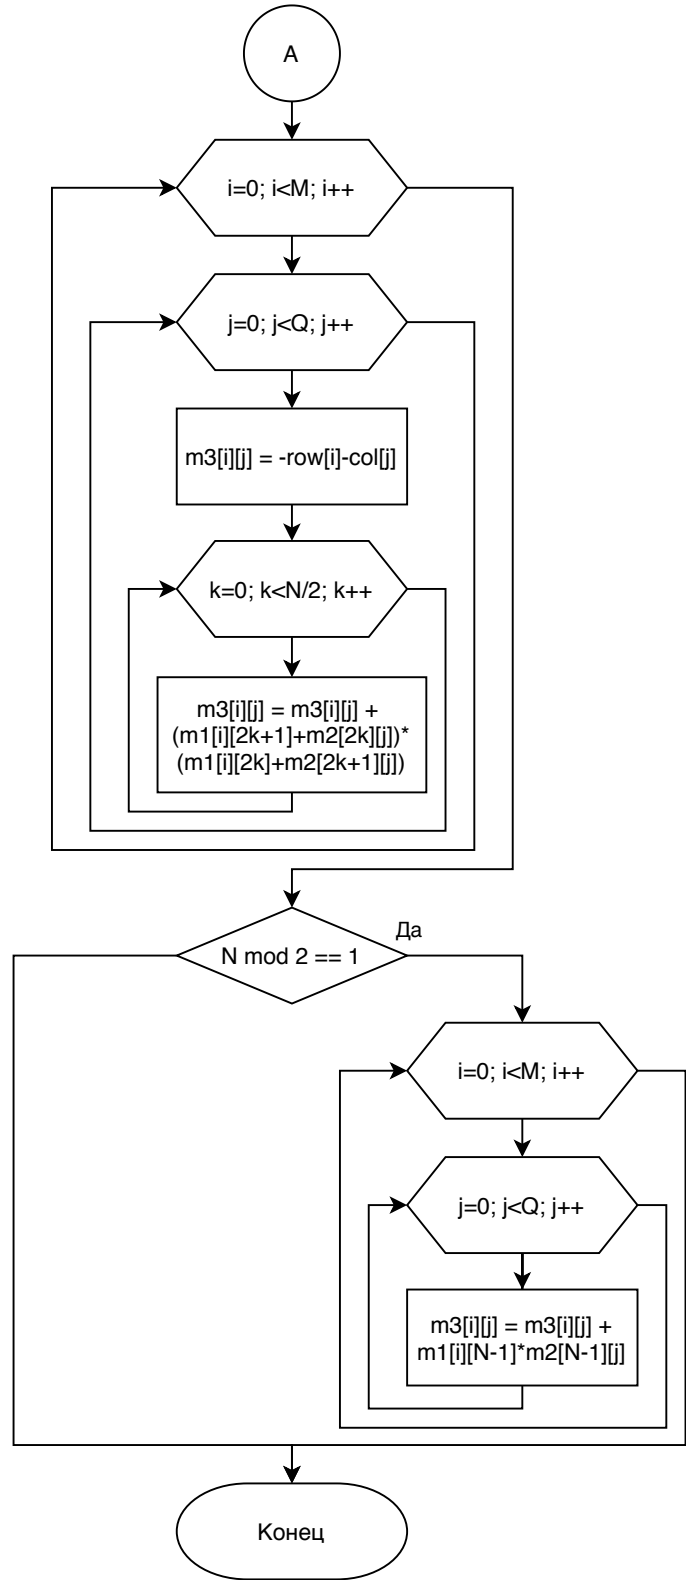 A
i=0; i<M; i++
j=0; j<Q; j++
m3[i][j] = -row[i]-col[j]
k=0; k<N/2; k++
m3[i][j] = m3[i][j] +
(m1[i][2k+1]+m2[2k][j])*
(m1[i][2k]+m2[2k+1][j])
Да
N mod 2 == 1
i=0; i<M; i++
j=0; j<Q; j++
m3[i][j] = m3[i][j] +
m1[i][N-1]*m2[N-1][j]
Конец